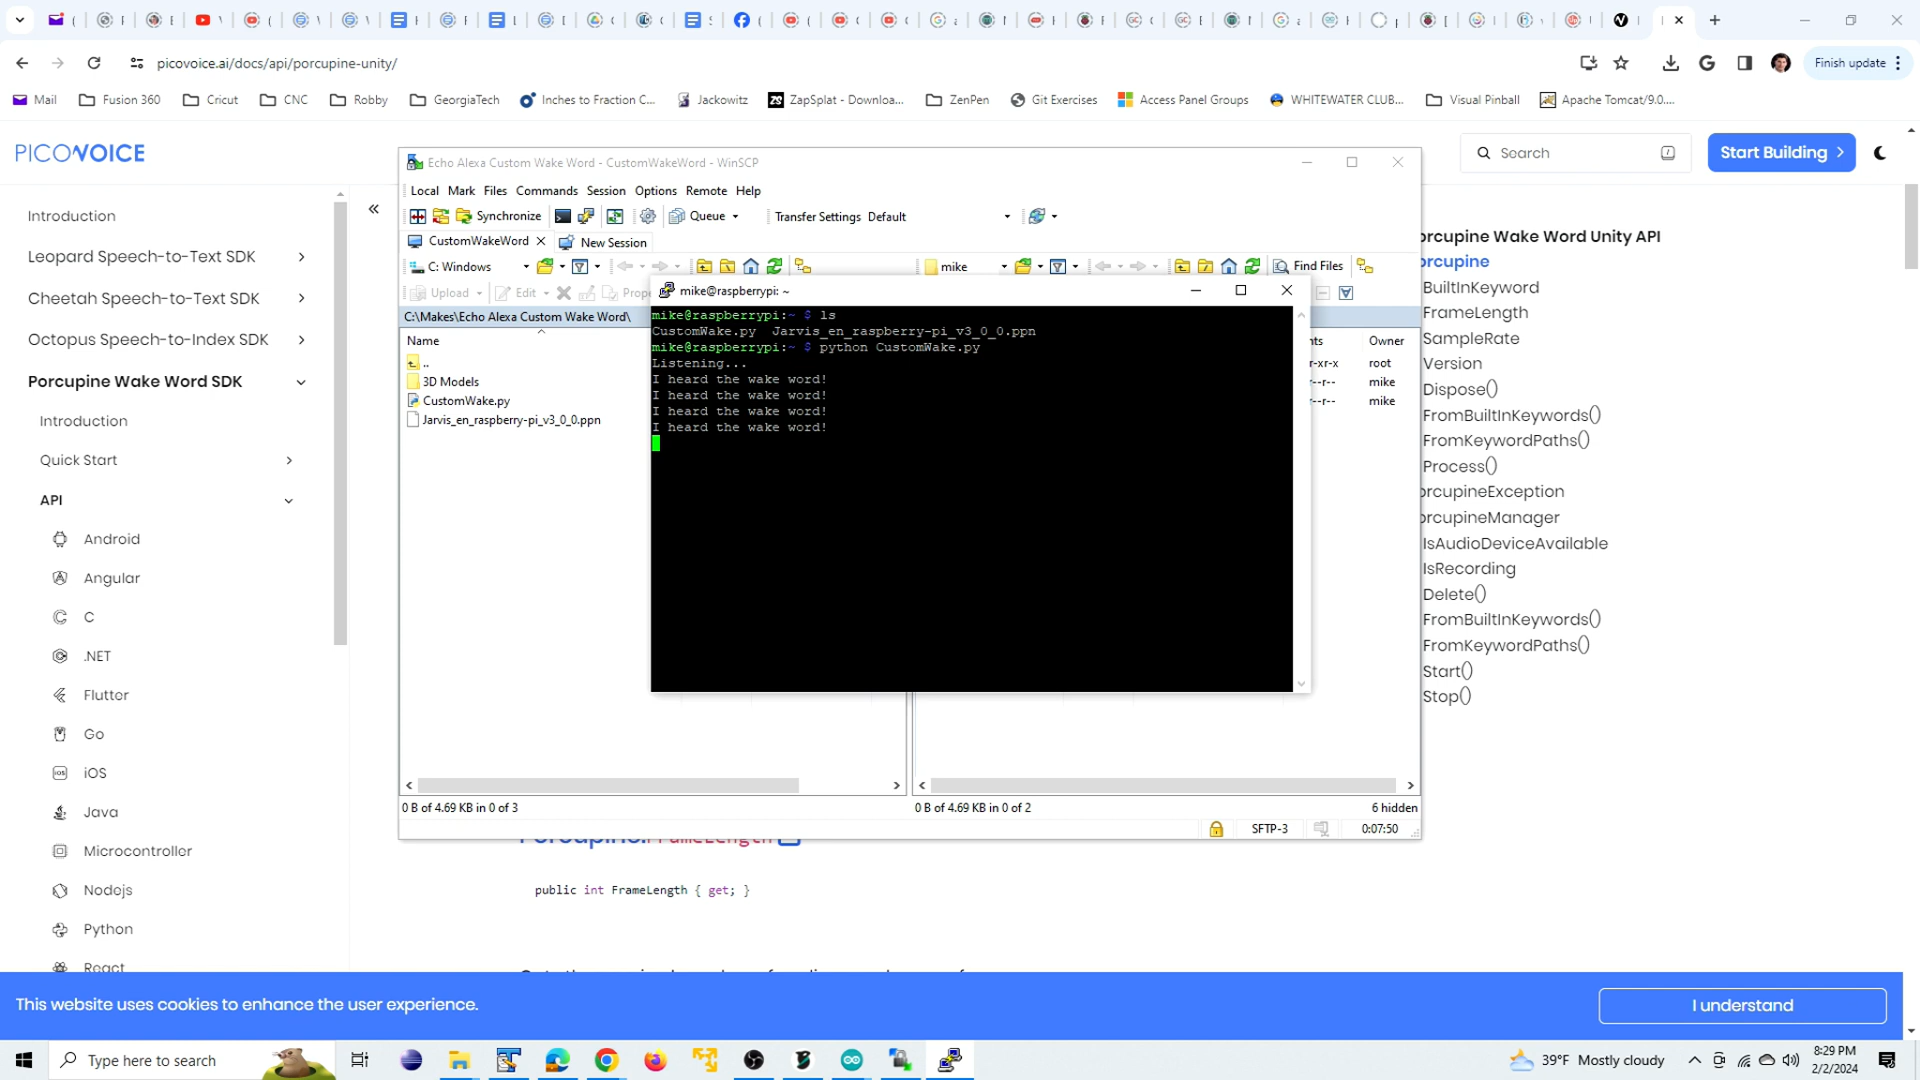 picovoice.ai/docs/api/porcupine-unity/
Finish update
Mail
Fusion 360
Cricut
CNC
Robby
GeorgiaTech
Inches to Fraction C...
Jackowitz
ZapSplat - Downloa...
ZenPen
Git Exercises
Access Panel Groups
WHITEWATER CLUB...
Visual Pinball
Apache Tomcat/9.0....
PICOVOICE
Search
Start Building
Introduction
Leopard Speech-to-Text SDK
Cheetah Speech-to-Text SDK
Octopus Speech-to-Index SDK
Porcupine Wake Word SDK
Introduction
Quick Start
API
Android
Angular
C
.NET
Flutter
Go
iOS
Java
Microcontroller
Nodejs
Python
React
Echo Alexa Custom Wake Word - CustomWakeWord - WinSCP
Local Mark Files Commands Session Options Remote Help
Synchronize
Queue
Transfer Settings Default
CustomWakeWord
New Session
C: Windows
mike
Find Files
Upload
Edit
Prope
C:\Makes\Echo Alexa Custom Wake Word\
Name
..
3D Models
CustomWake.py
Jarvis_en_raspberry-pi_v3_0_0.ppn
nts Owner
r-xr-x root
--r-- mike
--r-- mike
mike@raspberrypi: ~
mike@raspberrypi:~ $ ls
CustomWake.py Jarvis_en_raspberry-pi_v3_0_0.ppn
mike@raspberrypi:~ $ python CustomWake.py
Listening...
I heard the wake word!
I heard the wake word!
I heard the wake word!
I heard the wake word!
0 B of 4.69 KB in 0 of 3
0 B of 4.69 KB in 0 of 2
6 hidden
SFTP-3
0:07:50
orcupine Wake Word Unity API
orcupine
BuiltInKeyword
FrameLength
SampleRate
Version
Dispose()
FromBuiltInKeywords()
FromKeywordPaths()
Process()
orcupineException
orcupineManager
IsAudioDeviceAvailable
IsRecording
Delete()
FromBuiltInKeywords()
FromKeywordPaths()
Start()
Stop()
Porcupine.FrameLength
public int FrameLength { get; }
This website uses cookies to enhance the user experience.
I understand
Type here to search
39°F Mostly cloudy
8:29 PM
2/2/2024